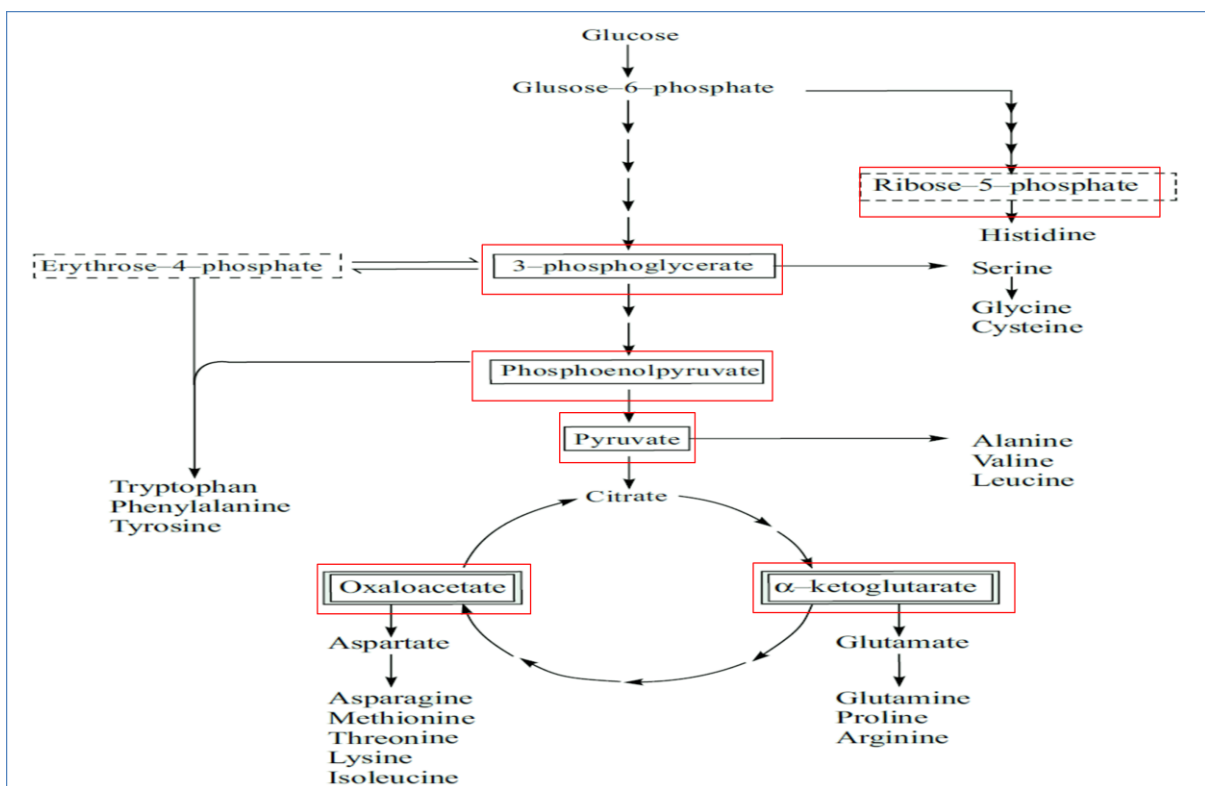 Glucose
Glusose–6–phosphate
Ribose–5–phosphate
Histidine
Erythrose–4–phosphate
3–phosphoglycerate
Serine
Glycine
Cysteine
Phosphoenolpyruvate
Pyruvate
Alanine
Valine
Leucine
Tryptophan
Phenylalanine
Tyrosine
Citrate
Oxaloacetate
α–ketoglutarate
Aspartate
Glutamate
Asparagine
Methionine
Threonine
Lysine
Isoleucine
Glutamine
Proline
Arginine